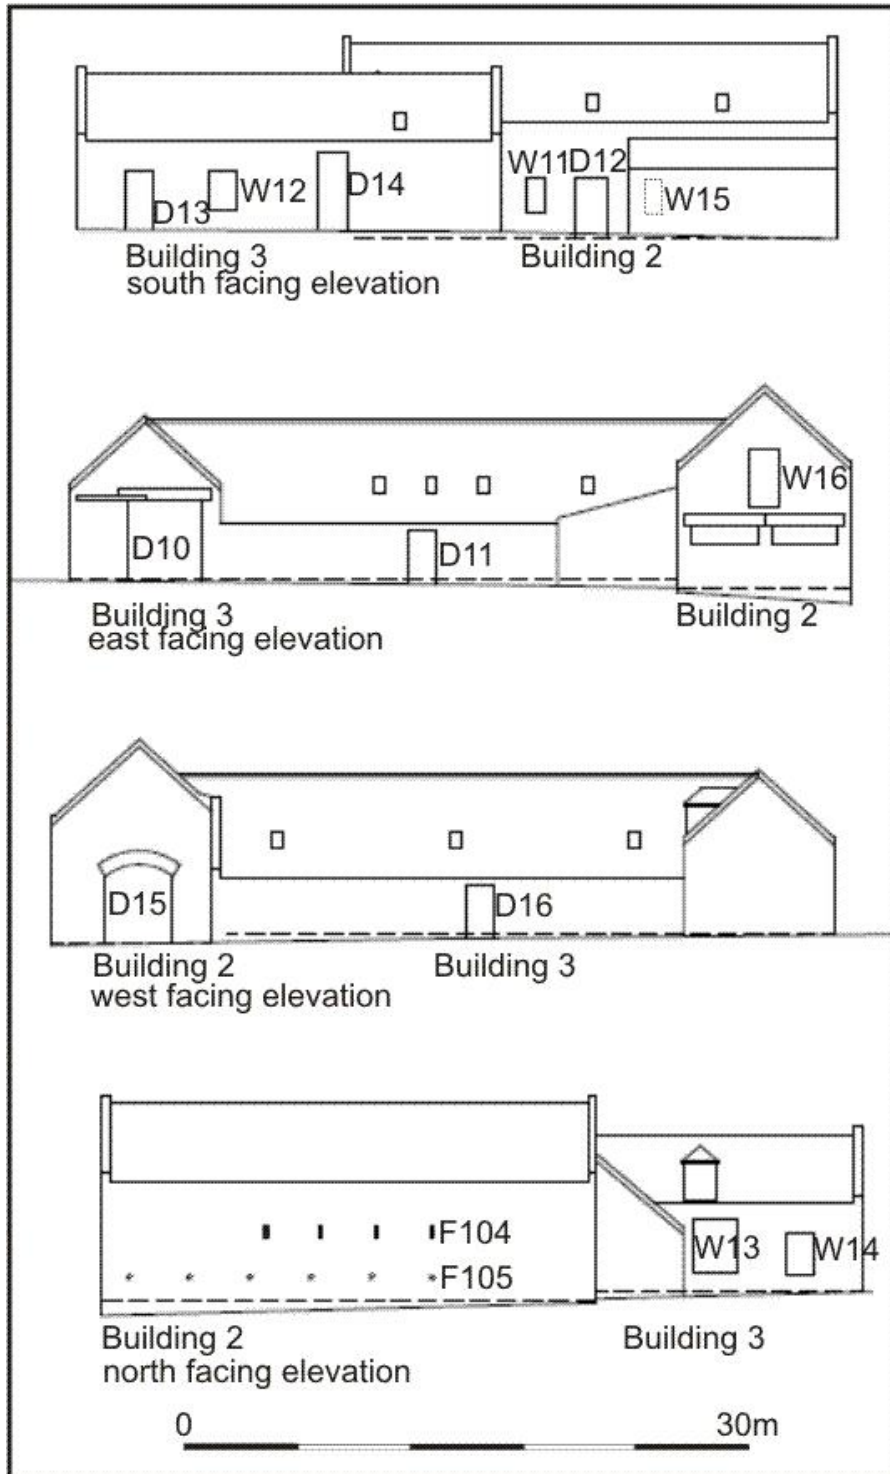 W11 D12
D13 W12 D14 W15
Building 3 Building 2
south facing elevation
W16
D10 D11
Building 3 Building 2
east facing elevation
D15 D16
Building 2 Building 3
west facing elevation
F104 W13 W14
F105
Building 2 Building 3
north facing elevation
0 30m